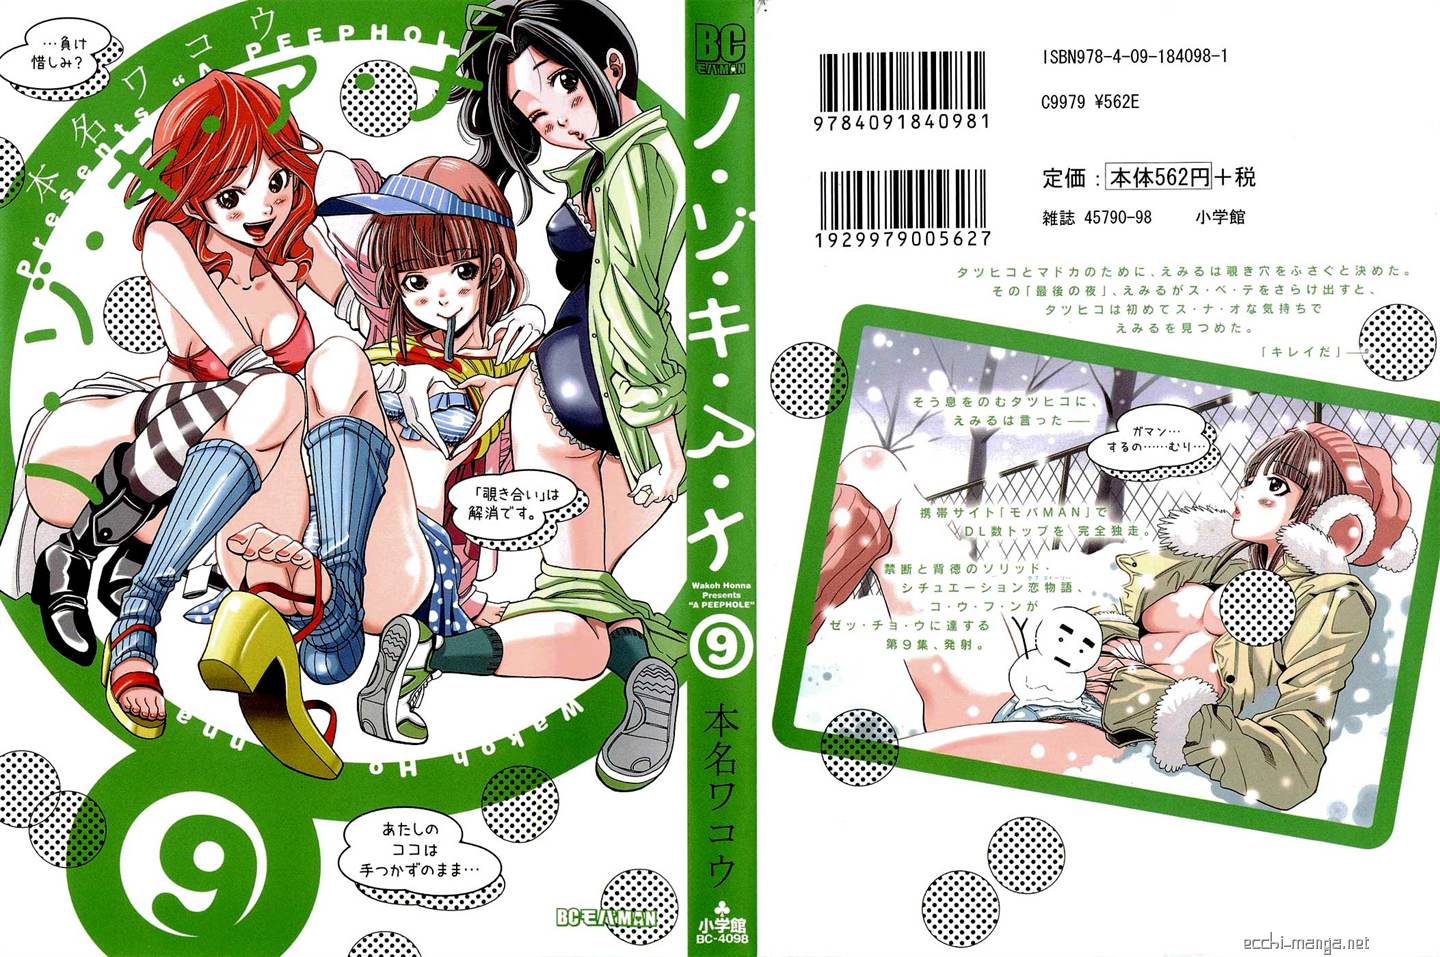 …負け
惜しみ?
本名ワコウ
Presents "A PEEPHOLE
ノ・ゾ・キ・ア・ナ
「覗き合い」は
解消です。
Wakoh Honna
あたしの
ココは
手つかずのまま…
9
BCモバMAN
BC
モバMAN
ノ・ゾ・キ・ア・ナ
Wakoh Honna
Presents
"A PEEPHOLE"
9
本名ワコウ
小学館
BC-4098
9784091840981
ISBN978-4-09-184098-1
C9979 ¥562E
1929979005627
定価:本体562円+税
雑誌 45790-98 小学館
タツヒコとマドカのために、えみるは覗き穴をふさぐと決めた。
その「最後の夜」、えみるがス・ベ・テをさらけ出すと、
タツヒコは初めてス・ナ・オな気持ちで
えみるを見つめた。
「キレイだ」―
そう息をのむタツヒコに、
えみるは言った―
ガマン…
するの……むり…
携帯サイト「モバMAN」で
DL数トップを 完全独走。
禁断と背徳のソリッド・
シチュエーション恋物語、
コ・ウ・フ・ンが
ゼッ・チョ・ウに達する
第9集、発射。
ecchi-manga.net